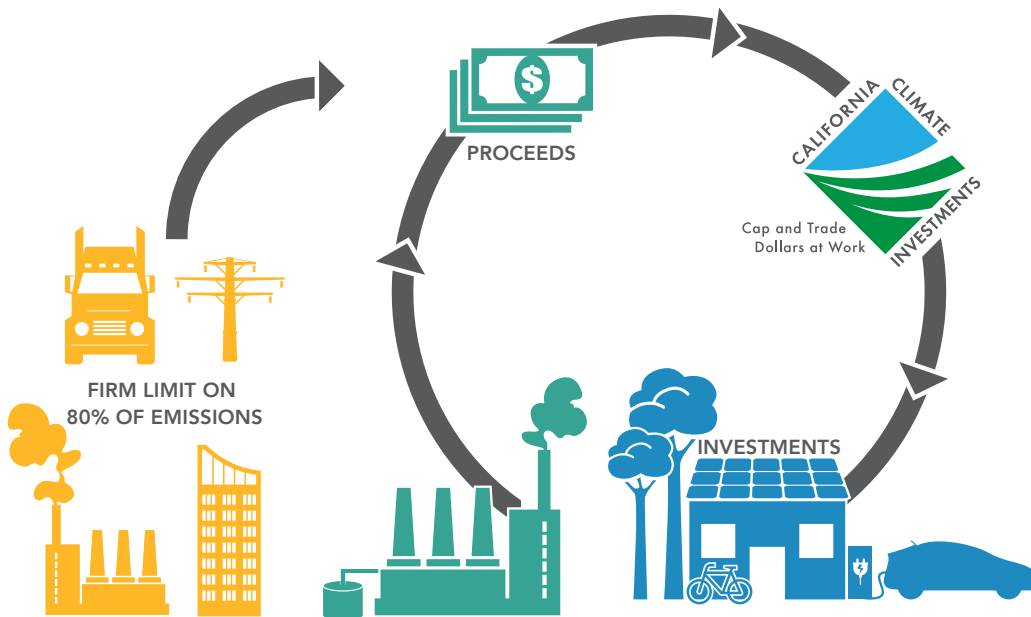 $
PROCEEDS
CALIFORNIA
CLIMATE
INVESTMENTS
Cap and Trade
Dollars at Work
FIRM LIMIT ON
80% OF EMISSIONS
INVESTMENTS